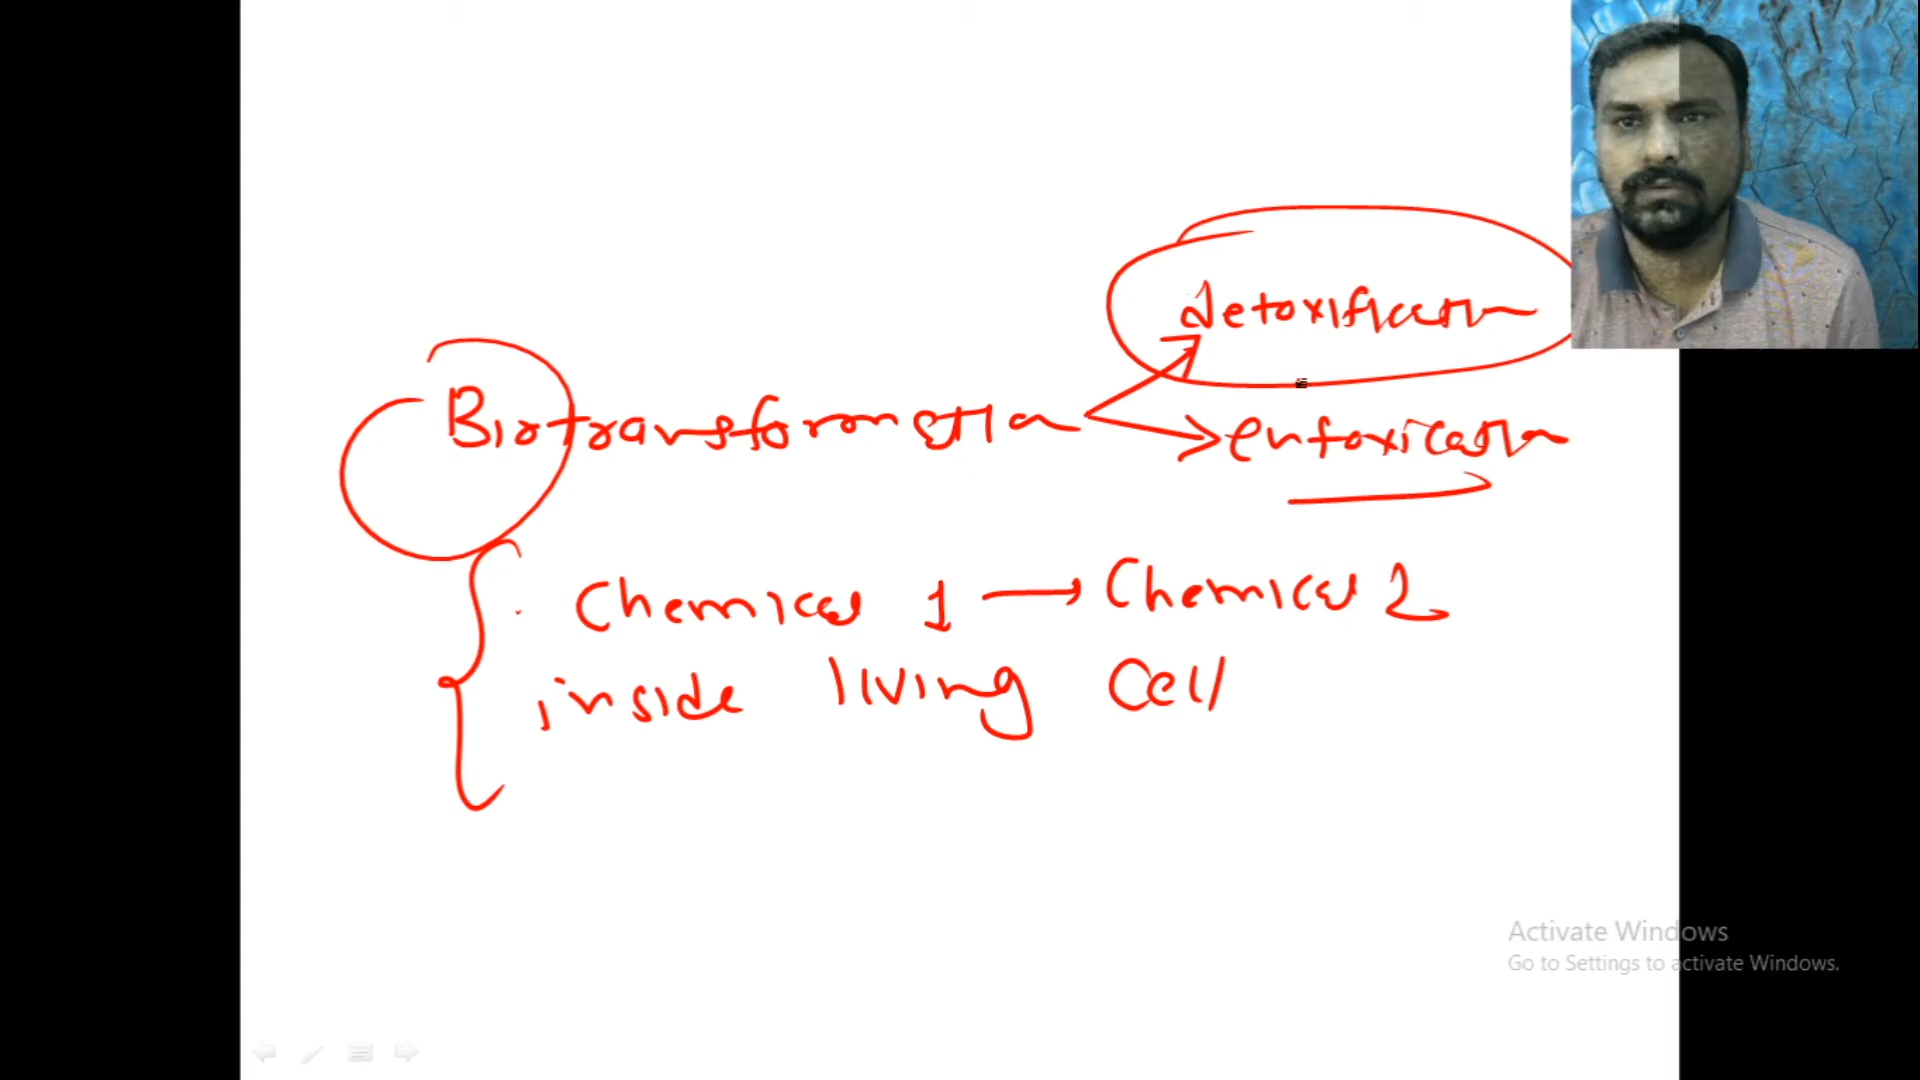 detoxification
Biotransformation
entoxication
Chemical 1 → Chemical 2
inside living Cell
Activate Windows
Go to Settings to activate Windows.